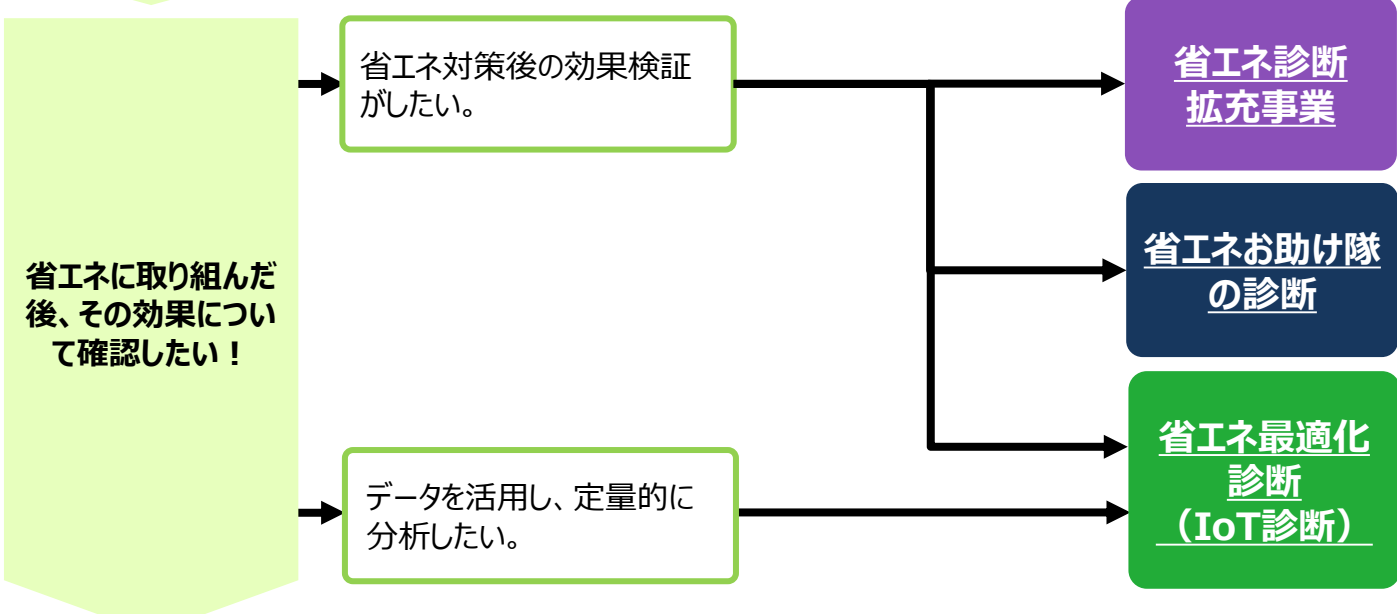 省エネに取り組んだ
後、その効果につい
て確認したい！
省エネ対策後の効果検証
がしたい。
データを活用し、定量的に
分析したい。
省エネ診断
拡充事業
省エネお助け隊
の診断
省エネ最適化
診断
（IoT診断）